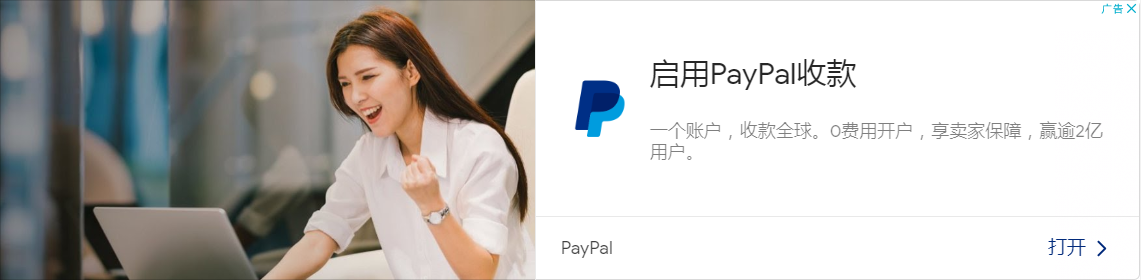 广告
启用PayPal收款
一个账户，收款全球。0费用开户，享卖家保障，赢逾2亿
用户。
PayPal
打开